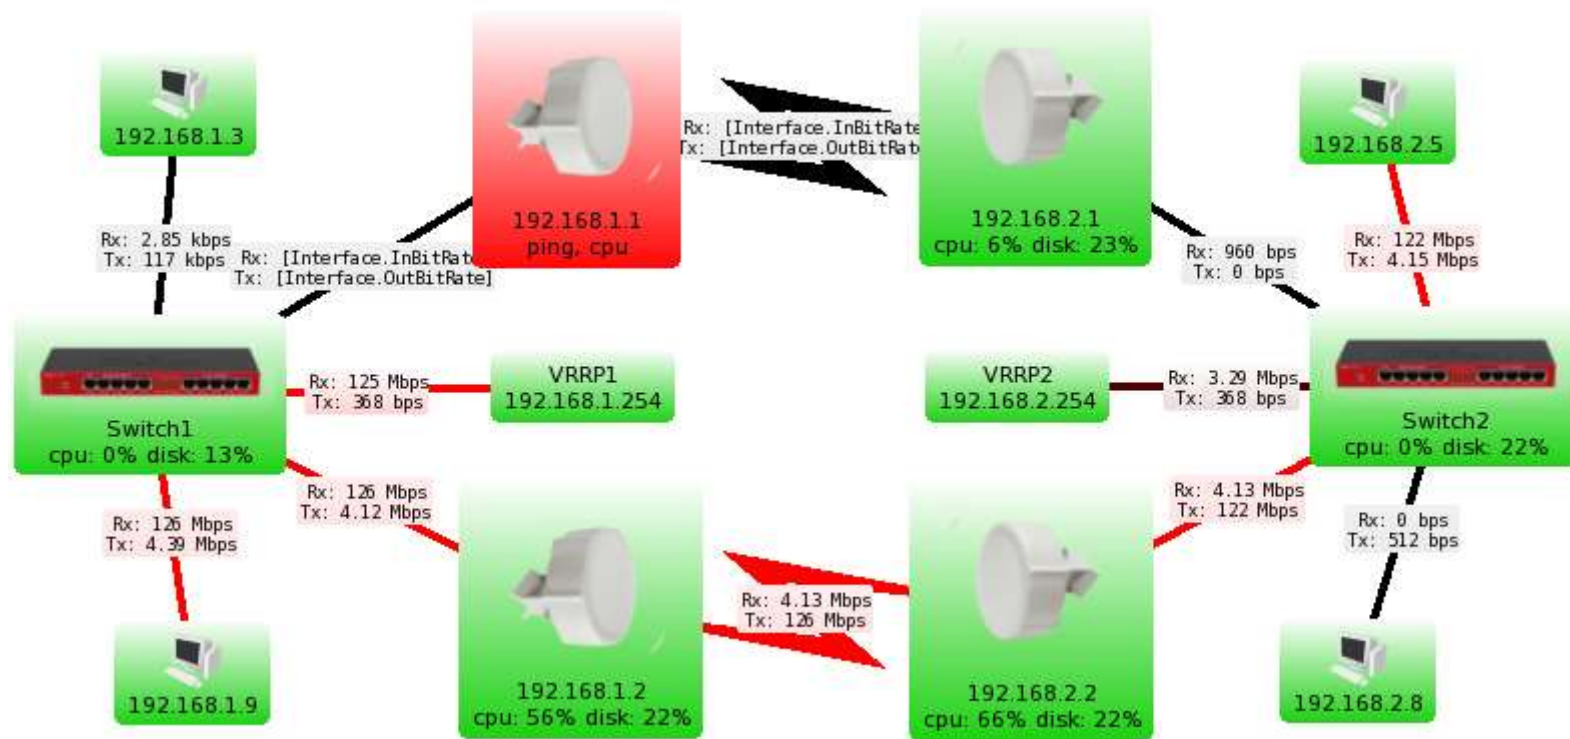 192.168.1.3
Rx: 2.85 kbps
Tx: 117 kbps
Rx: [Interface.InBitRate
Tx: [Interface.OutBitRate]
192.168.1.1
ping, cpu
Rx: [Interface.InBitRate
Tx: [Interface.OutBitRate
192.168.2.1
cpu: 6% disk: 23%
192.168.2.5
Rx: 122 Mbps
Tx: 4.15 Mbps
Rx: 960 bps
Tx: 0 bps
Switch1
cpu: 0% disk: 13%
Rx: 125 Mbps
Tx: 368 bps
VRRP1
192.168.1.254
VRRP2
192.168.2.254
Rx: 3.29 Mbps
Tx: 368 bps
Switch2
cpu: 0% disk: 22%
Rx: 126 Mbps
Tx: 4.39 Mbps
Rx: 126 Mbps
Tx: 4.12 Mbps
Rx: 4.13 Mbps
Tx: 122 Mbps
Rx: 0 bps
Tx: 512 bps
Rx: 4.13 Mbps
Tx: 126 Mbps
192.168.1.9
192.168.1.2
cpu: 56% disk: 22%
192.168.2.2
cpu: 66% disk: 22%
192.168.2.8